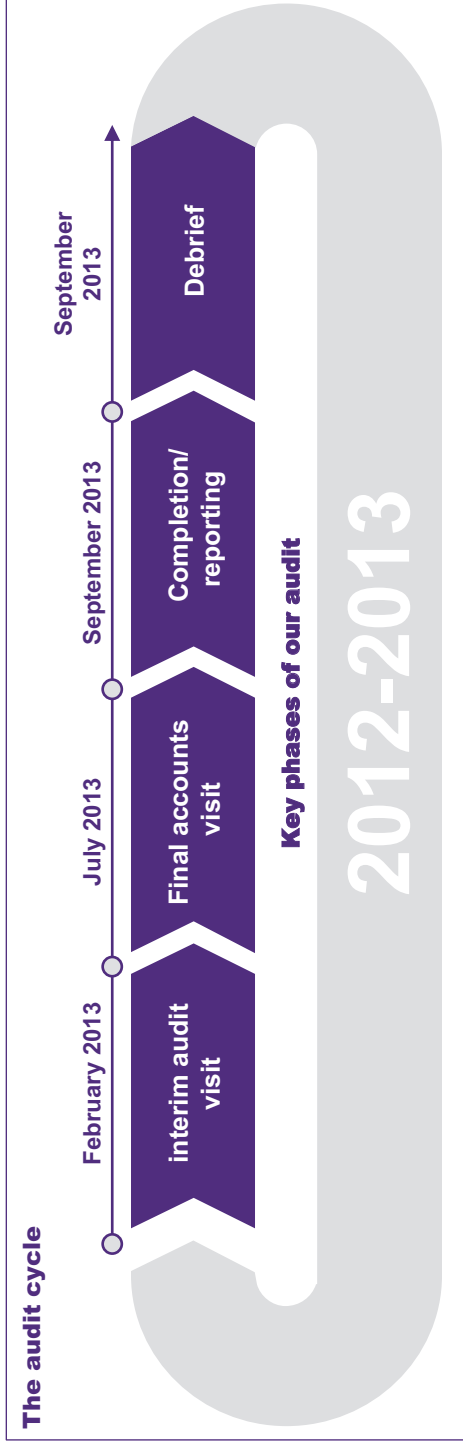 The audit cycle
February 2013
July 2013
September 2013
September
2013
interim audit
visit
Final accounts
visit
Completion/
reporting
Debrief
Key phases of our audit
2012-2013